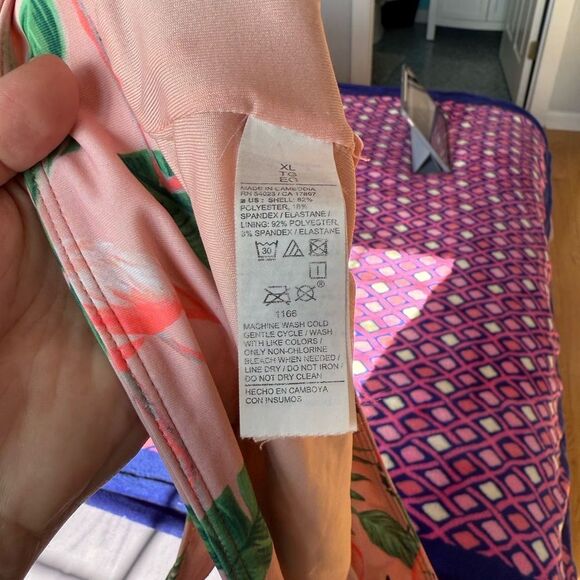 XL
TG
EG
MADE IN CAMBODIA
RN 54023 / CA 17897
US : SHELL: 82%
POLYESTER, 18%
SPANDEX / ELASTANE /
LINING: 92% POLYESTER,
8% SPANDEX / ELASTANE
30
1166
MACHINE WASH COLD
GENTLE CYCLE / WASH
WITH LIKE COLORS /
ONLY NON-CHLORINE
BLEACH WHEN NEEDED /
LINE DRY / DO NOT IRON /
DO NOT DRY CLEAN
HECHO EN CAMBOYA
CON INSUMOS